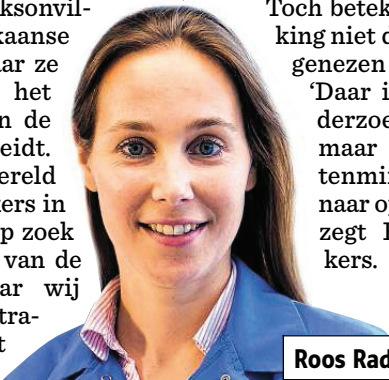 ksonvil-
kaanse
ar ze
het
n de
eidt.
ereld
ers in
p zoek
van de
ar wij
tra-
t
Toch betek
king niet d
genezen
'Daar i
derzoe
maar
tenmi
naar op
zegt
kers.
Roos Rad